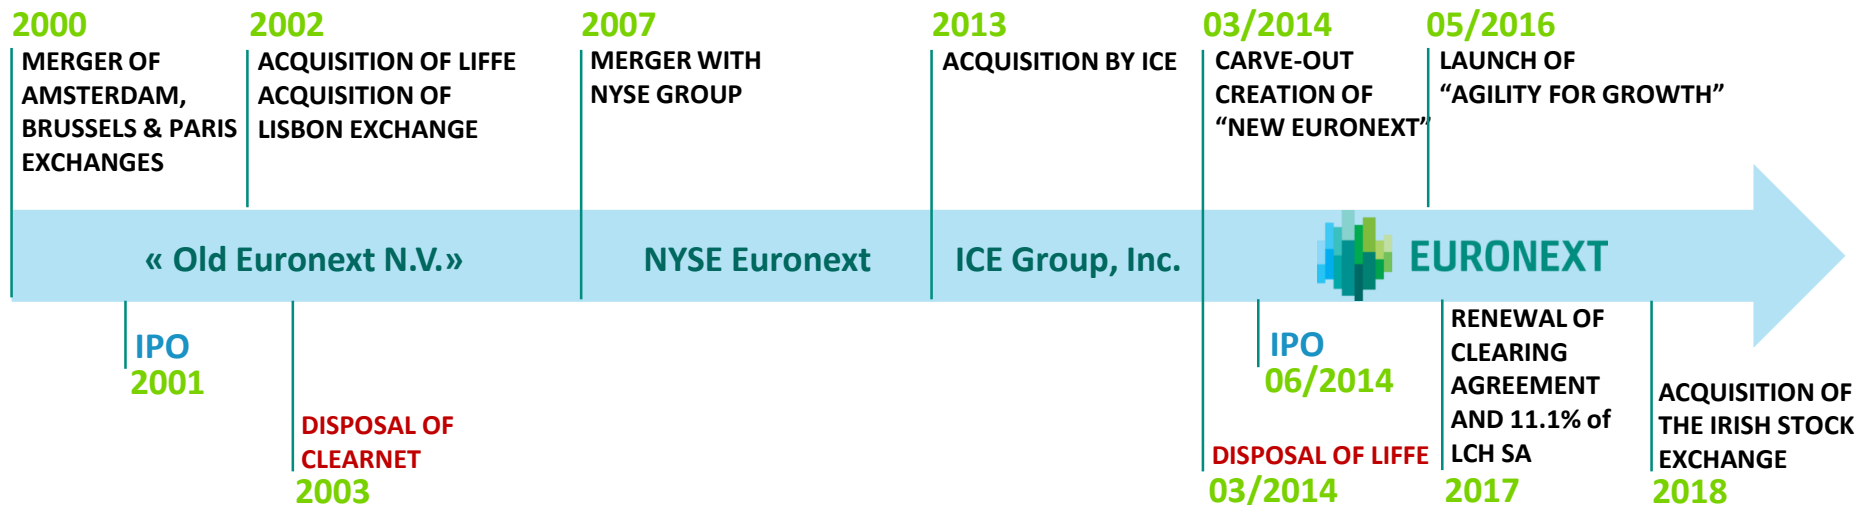 2000
MERGER OF
AMSTERDAM,
BRUSSELS & PARIS
EXCHANGES
2002
ACQUISITION OF LIFFE
ACQUISITION OF
LISBON EXCHANGE
2007
MERGER WITH
NYSE GROUP
2013
ACQUISITION BY ICE
03/2014
CARVE-OUT
CREATION OF
“NEW EURONEXT”
05/2016
LAUNCH OF
“AGILITY FOR GROWTH”
« Old Euronext N.V.»
NYSE Euronext
ICE Group, Inc.
EURONEXT
IPO
2001
DISPOSAL OF
CLEARNET
2003
DISPOSAL OF LIFFE
03/2014
IPO
06/2014
RENEWAL OF
CLEARING
AGREEMENT
AND 11.1% of
LCH SA
2017
ACQUISITION OF
THE IRISH STOCK
EXCHANGE
2018